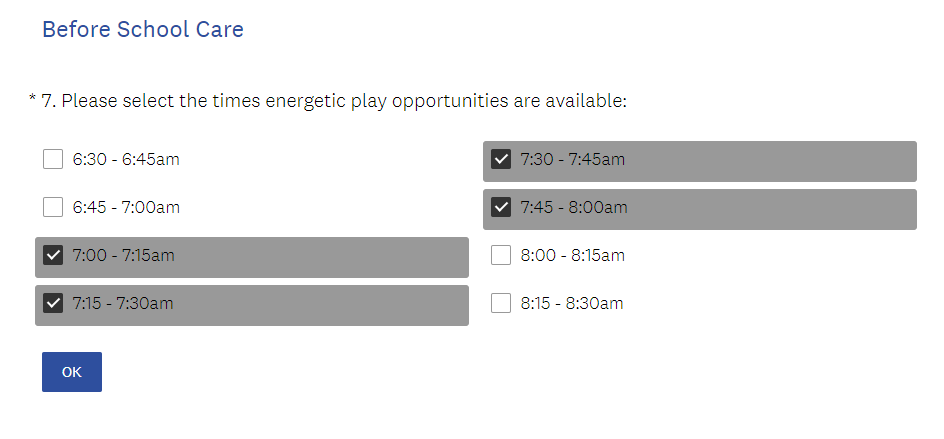 Before School Care
* 7. Please select the times energetic play opportunities are available:
6:30 - 6:45am
6:45 - 7:00am
7:00 - 7:15am
7:15 - 7:30am
7:30 - 7:45am
7:45 - 8:00am
8:00 - 8:15am
8:15 - 8:30am
OK